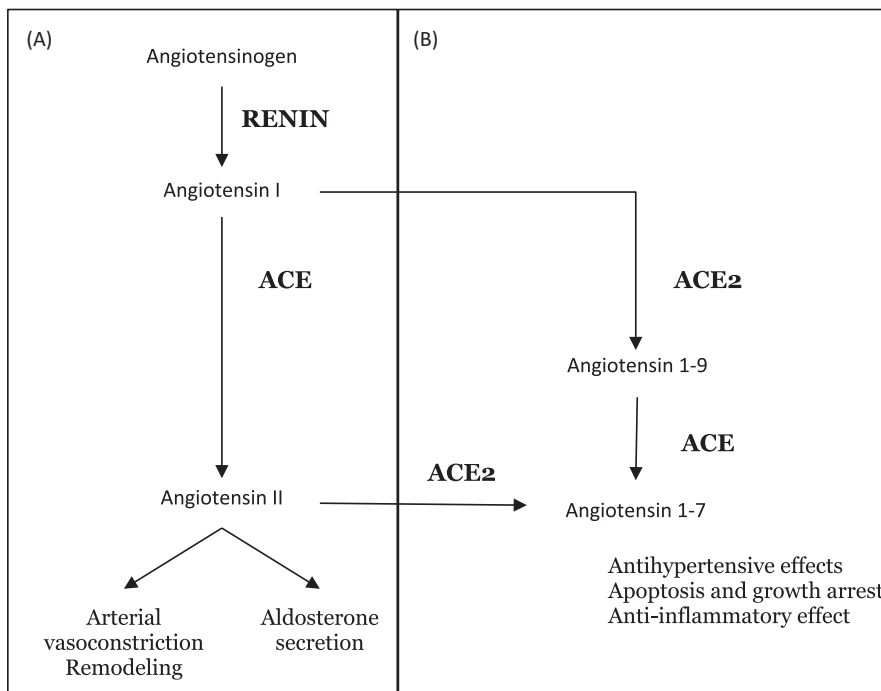 (A)
Angiotensinogen
RENIN
Angiotensin I
ACE
Angiotensin II
Arterial
vasoconstriction
Remodeling
Aldosterone
secretion
(B)
ACE2
Angiotensin 1-9
ACE
ACE2
Angiotensin 1-7
Antihypertensive effects
Apoptosis and growth arrest
Anti-inflammatory effect